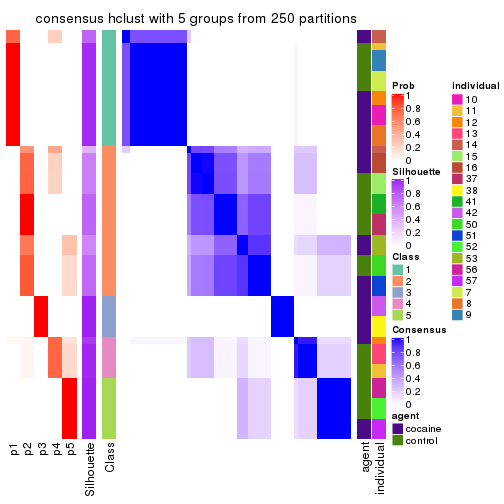 consensus hclust with 5 groups from 250 partitions
p1
p2
p3
p4
p5
Silhouette
Class
agent
individual
Prob
1
0.8
0.6
0.4
0.2
0
Silhouette
1
0.8
0.6
0.4
0.2
0
Class
1
2
3
4
5
Consensus
1
0.8
0.6
0.4
0.2
0
agent
cocaine
control
individual
10
11
12
13
14
15
16
37
38
41
42
50
51
52
53
56
57
7
8
9